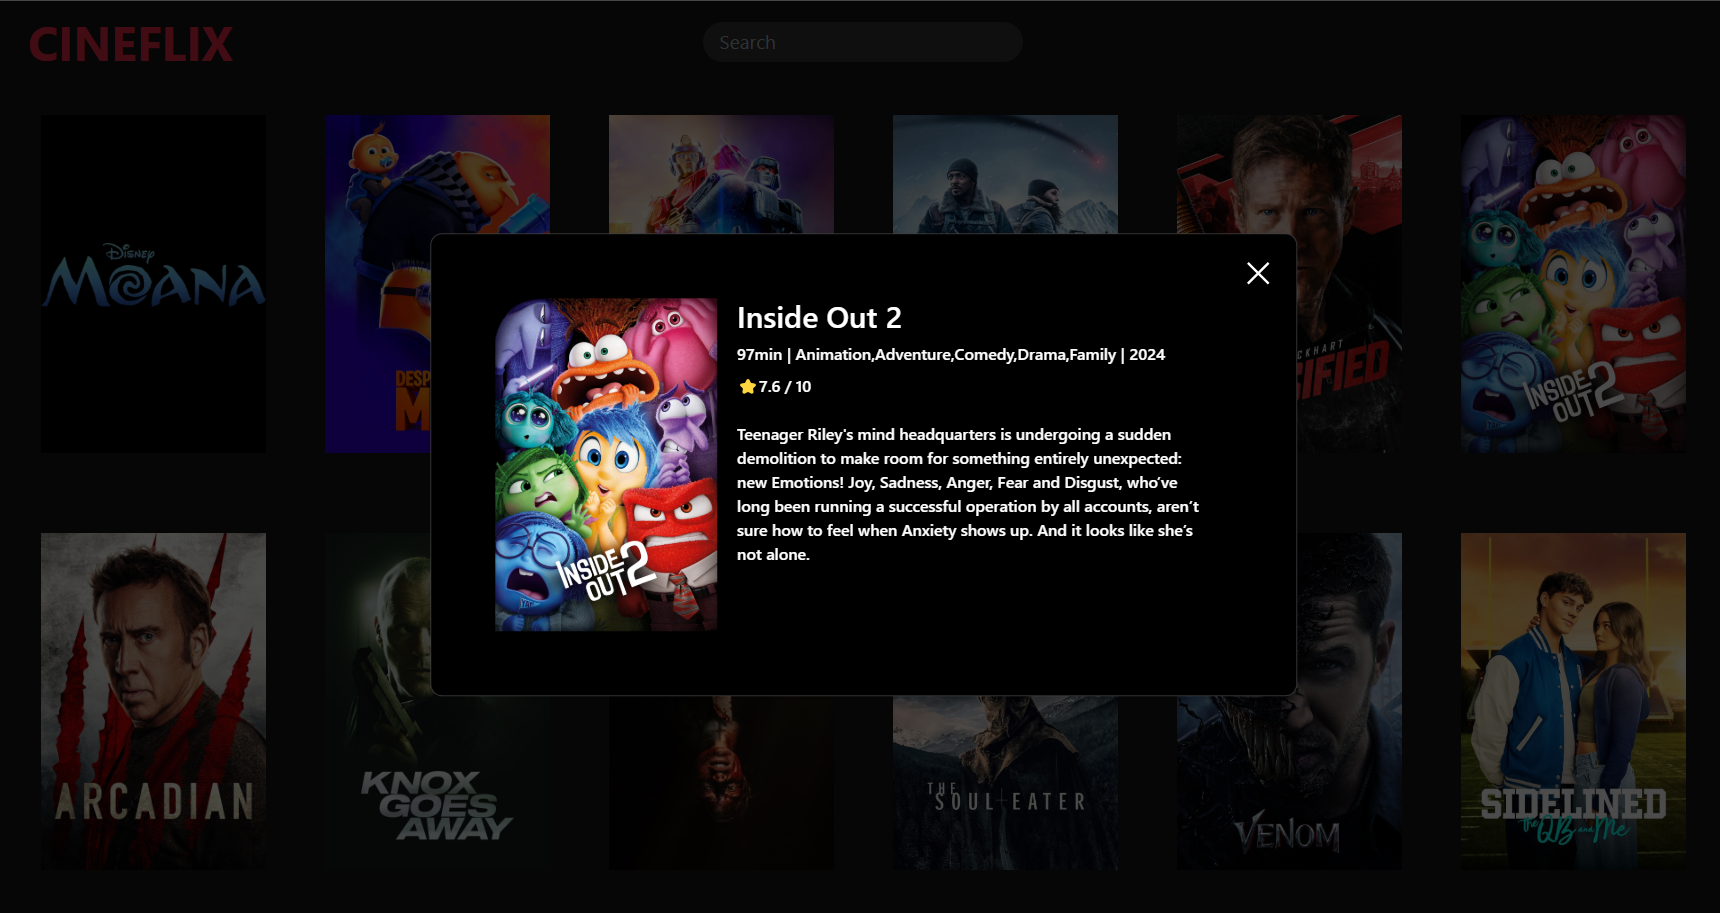 CINEFLIX
Search
DISNEY
MOANA
DESP
M
CKHART
SIFIED
INSIDE
OUT 2
Inside Out 2
97min | Animation,Adventure,Comedy,Drama,Family | 2024
7.6 / 10
Teenager Riley's mind headquarters is undergoing a sudden
demolition to make room for something entirely unexpected:
new Emotions! Joy, Sadness, Anger, Fear and Disgust, who’ve
long been running a successful operation by all accounts, aren’t
sure how to feel when Anxiety shows up. And it looks like she’s
not alone.
INSIDE
OUT 2
ARCADIAN
KNOX
GOES
AWAY
THE
SOUL EATER
VENOM
SIDELINED
the QB and Me